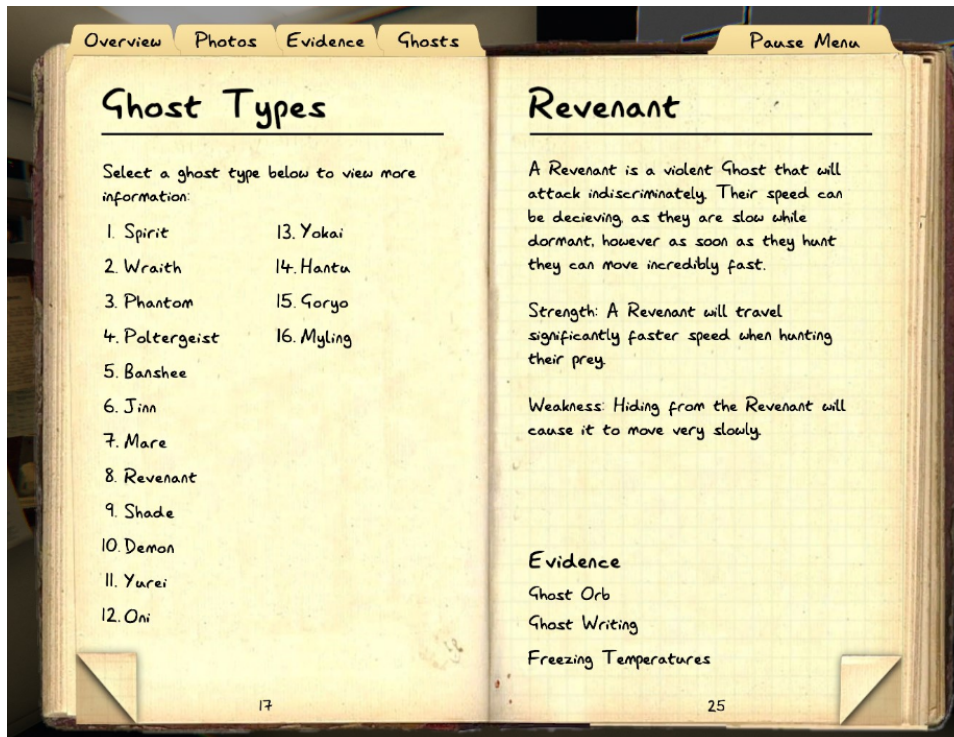 Overview Photos Evidence Ghosts Pause Menu
Ghost Types
Select a ghost type below to view more
information:
1. Spirit
2. Wraith
3. Phantom
4. Poltergeist
5. Banshee
6. Jinn
7. Mare
8. Revenant
9. Shade
10. Demon
11. Yurei
12. Oni
13. Yokai
14. Hantu
15. Goryo
16. Myling
17
Revenant
A Revenant is a violent Ghost that will
attack indiscriminately. Their speed can
be decieving, as they are slow while
dormant, however as soon as they hunt
they can move incredibly fast.
Strength: A Revenant will travel
significantly faster speed when hunting
their prey.
Weakness: Hiding from the Revenant will
cause it to move very slowly.
Evidence
Ghost Orb
Ghost Writing
Freezing Temperatures
25